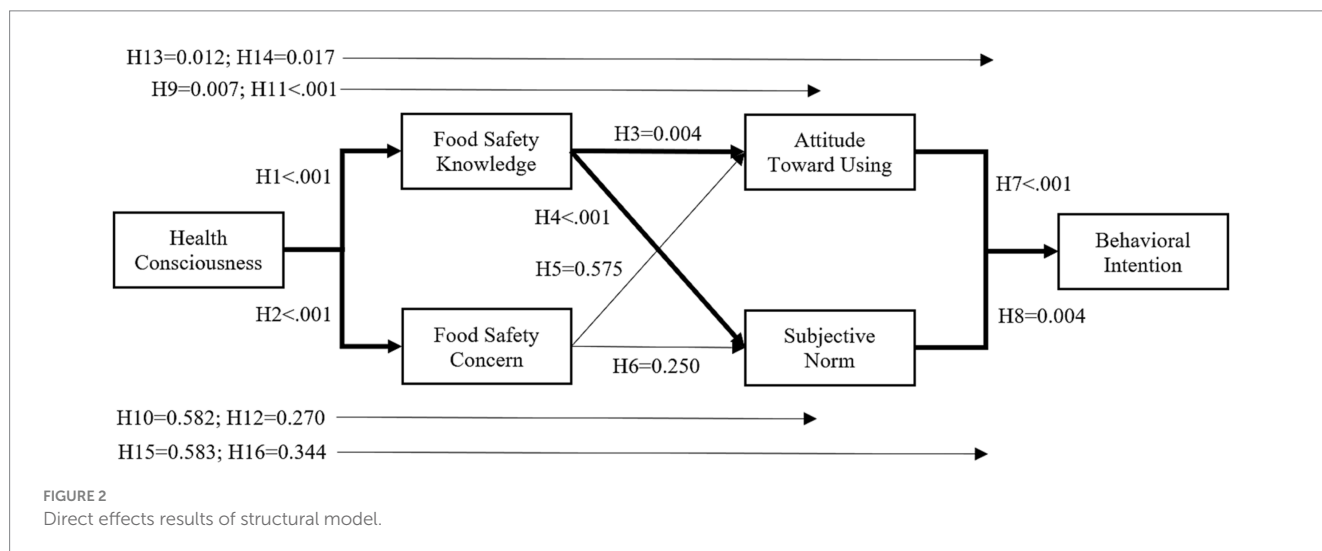 H13=0.012; H14=0.017
H9=0.007; H11<.001
Food Safety
Knowledge
H3=0.004
Attitude
Toward Using
H1<.001
H7<.001
H4<.001
Health
Consciousness
Behavioral
Intention
H5=0.575
H2<.001
H8=0.004
Food Safety
Concern
Subjective
Norm
H6=0.250
H10=0.582; H12=0.270
H15=0.583; H16=0.344
FIGURE 2
Direct effects results of structural model.